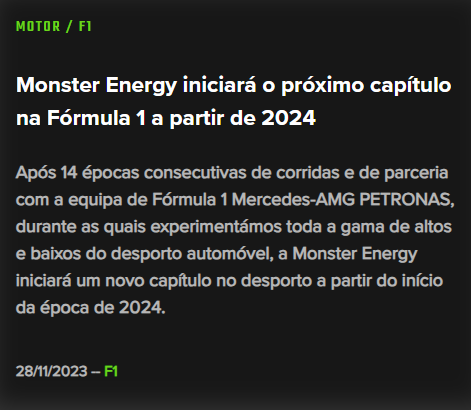 MOTOR / F1
Monster Energy iniciará o próximo capítulo
na Fórmula 1 a partir de 2024
Após 14 épocas consecutivas de corridas e de parceria
com a equipa de Fórmula 1 Mercedes-AMG PETRONAS,
durante as quais experimentámos toda a gama de altos
e baixos do desporto automóvel, a Monster Energy
iniciará um novo capítulo no desporto a partir do início
da época de 2024.
28/11/2023 – F1